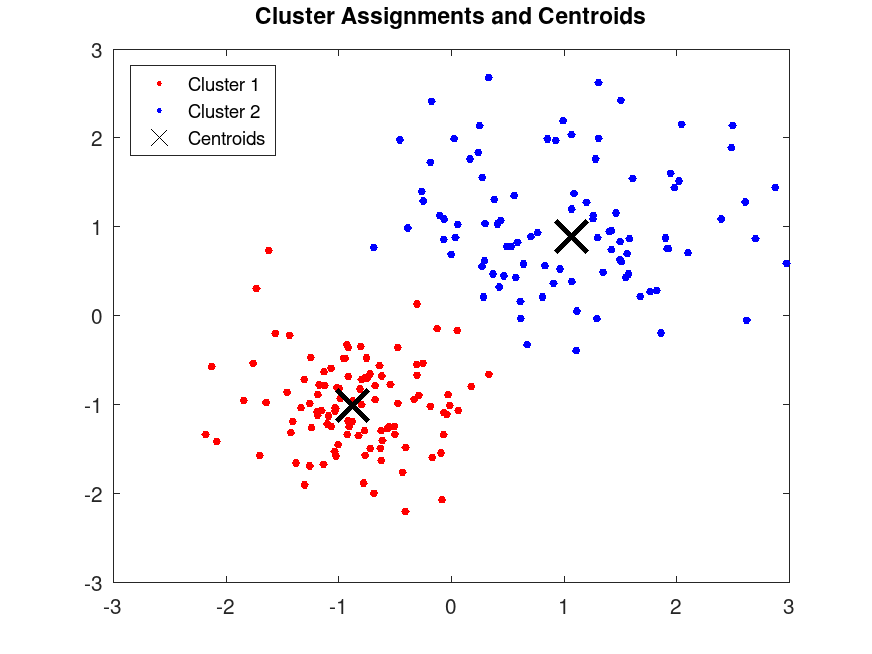 Cluster Assignments and Centroids
3
Cluster 1
Cluster 2
Centroids
2
1
0
-1
-2
-3
-3 -2 -1 0 1 2 3